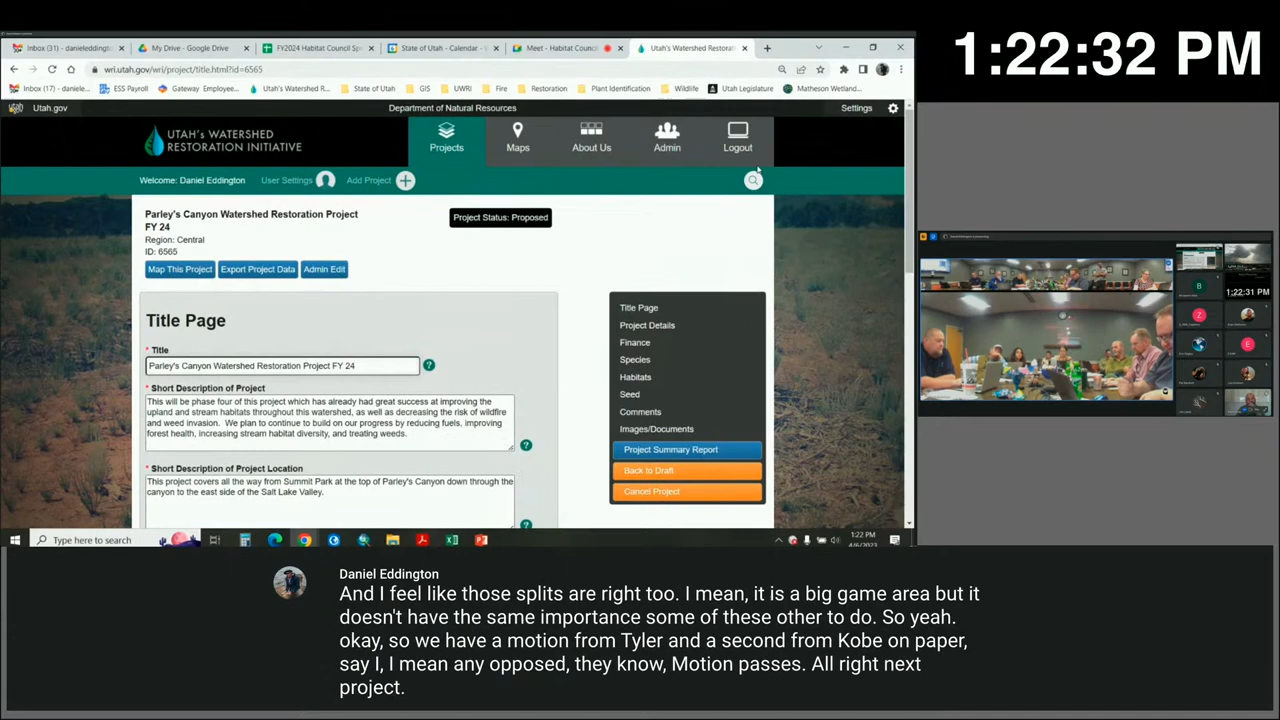 1:22:32 PM
Inbox (31) - danieleddingt
My Drive - Google Drive
FY2024 Habitat Council Sp
State of Utah - Calendar -
Meet - Habitat Counc
Utah's Watershed Restorat
wri.utah.gov/wri/project/title.html?id=6565
Inbox (17) - daniele...
ESS Payroll
Gateway Employee...
Utah's Watershed R...
State of Utah
GIS
UWRI
Fire
Restoration
Plant Identification
Wildlife
Utah Legislature
Matheson Wetland...
Utah.gov
Department of Natural Resources
Settings
UTAH'S WATERSHED
RESTORATION INITIATIVE
Projects
Maps
About Us
Admin
Logout
Welcome: Daniel Eddington
User Settings
Add Project
Parley's Canyon Watershed Restoration Project
FY 24
Region: Central
ID: 6565
Project Status: Proposed
Map This Project
Export Project Data
Admin Edit
Title Page
* Title
Parley's Canyon Watershed Restoration Project FY 24
* Short Description of Project
This will be phase four of this project which has already had great success at improving the
upland and stream habitats throughout this watershed, as well as decreasing the risk of wildfire
and weed invasion. We plan to continue to build on our progress by reducing fuels, improving
forest health, increasing stream habitat diversity, and treating weeds.
* Short Description of Project Location
This project covers all the way from Summit Park at the top of Parley's Canyon down through the
canyon to the east side of the Salt Lake Valley.
Title Page
Project Details
Finance
Species
Habitats
Seed
Comments
Images/Documents
Project Summary Report
Back to Draft
Cancel Project
1:22:31 PM
Type here to search
1:22 PM
4/6/2023
Daniel Eddington
And I feel like those splits are right too. I mean, it is a big game area but it
doesn't have the same importance some of these other to do. So yeah.
okay, so we have a motion from Tyler and a second from Kobe on paper,
say I, I mean any opposed, they know, Motion passes. All right next
project.